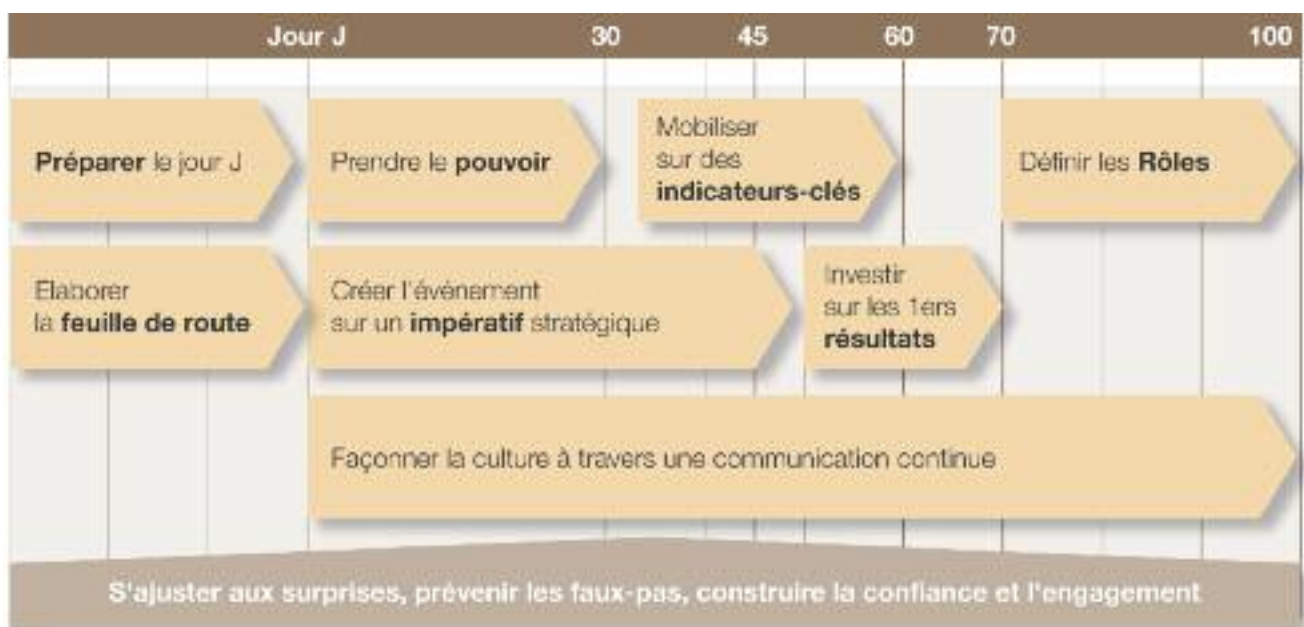 Jour J 30 45 60 70 100
Préparer le jour J
Prendre le pouvoir
Mobiliser
sur des
indicateurs-clés
Définir les Rôles
Elaborer
la feuille de route
Créer l'évènement
sur un impératif stratégique
Investir
sur les 1ers
résultats
Façonner la culture à travers une communication continue
S'ajuster aux surprises, prévenir les faux-pas, construire la confiance et l'engagement